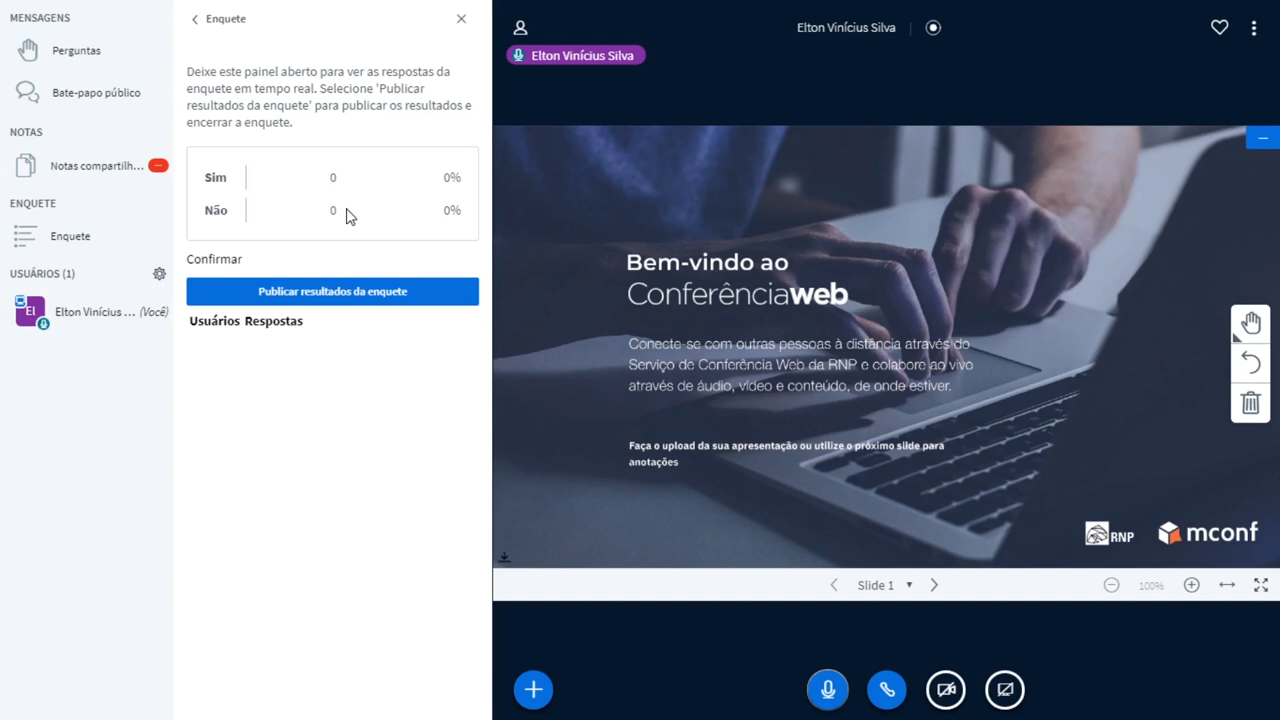 MENSAGENS
Perguntas
Bate-papo público
NOTAS
Notas compartilh... ...
ENQUETE
Enquete
USUÁRIOS (1)
EI
Elton Vinícius ... (Você)
Enquete
Deixe este painel aberto para ver as respostas da
enquete em tempo real. Selecione 'Publicar
resultados da enquete' para publicar os resultados e
encerrar a enquete.
Sim 0 0%
Não 0 0%
Confirmar
Publicar resultados da enquete
Usuários Respostas
Elton Vinícius Silva
Elton Vinícius Silva
Bem-vindo ao
Conferênciaweb
Conecte-se com outras pessoas à distância através do
Serviço de Conferência Web da RNP e colabore ao vivo
através de áudio, vídeo e conteúdo, de onde estiver.
Faça o upload da sua apresentação ou utilize o próximo slide para
anotações
RNP mconf
Slide 1
100%